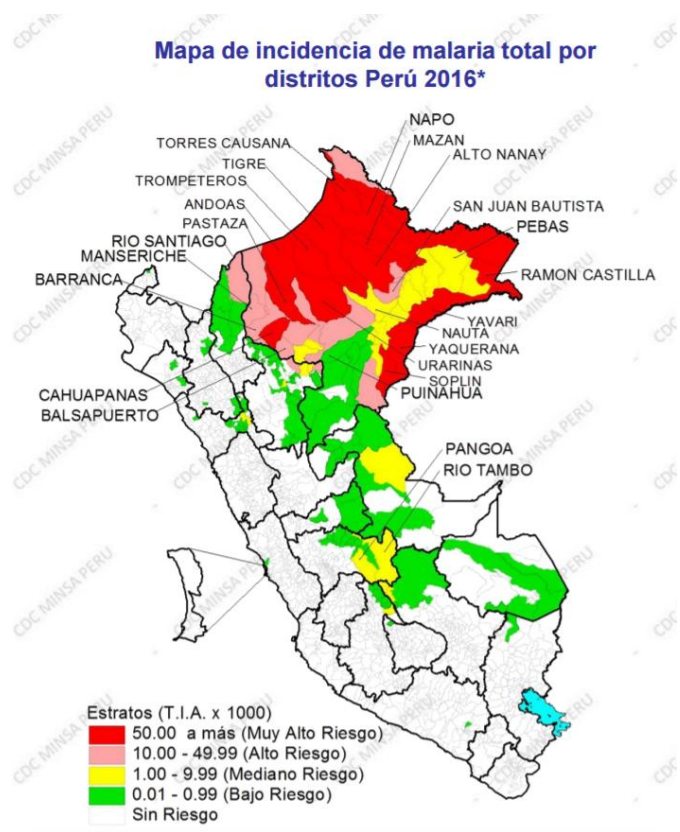 Mapa de incidencia de malaria total por
distritos Perú 2016*
NAPO
MAZAN
TORRES CAUSANA
ALTO NANAY
TIGRE
TROMPETEROS
ANDOAS
SAN JUAN BAUTISTA
PASTAZA
PEBAS
RIO SANTIAGO
MANSERICHE
BARRANCA
RAMON CASTILLA
YAVARI
NAUTA
YAQUERANA
URARINAS
SOPLIN
CAHUAPANAS
PUINAHUA
BALSAPUERTO
PANGOA
RIO TAMBO
Estratos (T.I.A. x 1000)
50.00 a más (Muy Alto Riesgo)
10.00 - 49.99 (Alto Riesgo)
1.00 - 9.99 (Mediano Riesgo)
0.01 - 0.99 (Bajo Riesgo)
Sin Riesgo
CDC MINSA PERU